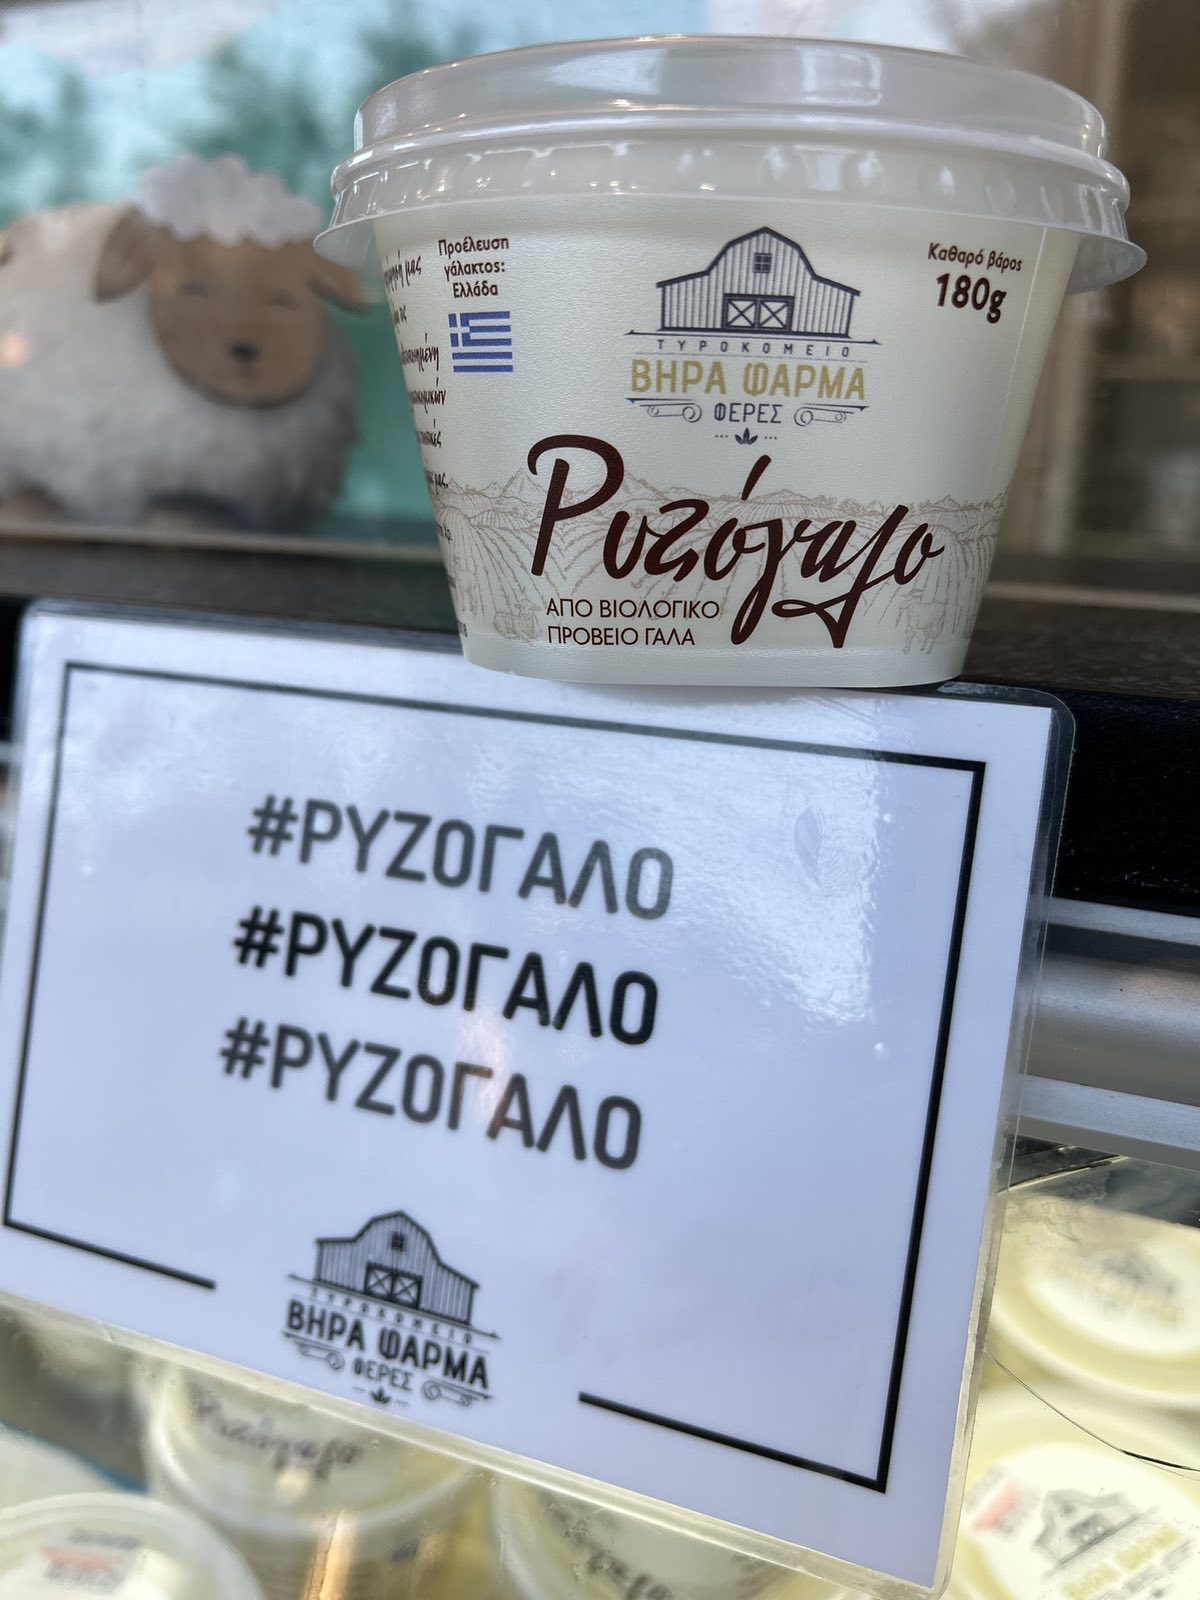 Προέλευση
γάλακτος:
Ελλάδα
Καθαρό βάρος
180g
ΤΥΡΟΚΟΜΕΙΟ
ΒΗΡΑ ΦΑΡΜΑ
ΦΕΡΕΣ
Ρυζόγαλο
ΑΠΟ ΒΙΟΛΟΓΙΚΟ
ΠΡΟΒΕΙΟ ΓΑΛΑ
#ΡΥΖΟΓΑΛΟ
#ΡΥΖΟΓΑΛΟ
#ΡΥΖΟΓΑΛΟ
ΤΥΡΟΚΟΜΕΙΟ
ΒΗΡΑ ΦΑΡΜΑ
ΦΕΡΕΣ
Ρυζόγαλο